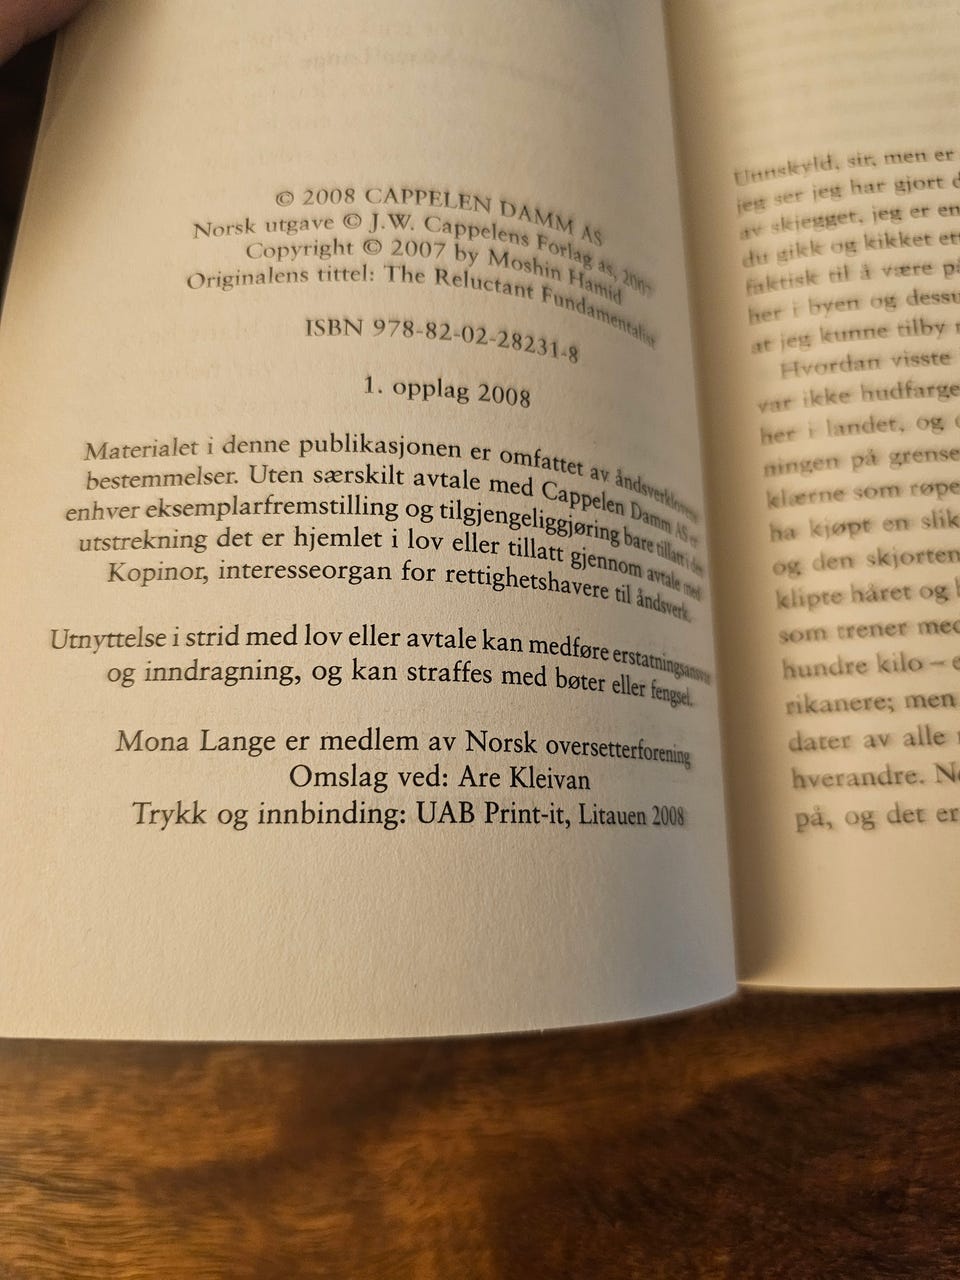 © 2008 CAPPELEN DAMM AS
Norsk utgave © J.W. Cappelens Forlag as, 2007
Copyright © 2007 by Moshin Hamid
Originalens tittel: The Reluctant Fundamentalist
ISBN 978-82-02-28231-8
1. opplag 2008
Materialet i denne publikasjonen er omfattet av åndsverklovens
bestemmelser. Uten særskilt avtale med Cappelen Damm AS er
enhver eksemplarfremstilling og tilgjengeliggjøring bare tillatt i den
utstrekning det er hjemlet i lov eller tillatt gjennom avtale med
Kopinor, interesseorgan for rettighetshavere til åndsverk.
Utnyttelse i strid med lov eller avtale kan medføre erstatningsansvar
og inndragning, og kan straffes med bøter eller fengsel.
Mona Lange er medlem av Norsk oversetterforening
Omslag ved: Are Kleivan
Trykk og innbinding: UAB Print-it, Litauen 2008
Unnskyld, sir, men er
jeg ser jeg har gjort
av skjegget, jeg er en
du gikk og kikket
faktisk til å være
her i byen og
at jeg kunne tilby
Hvordan visste
var ikke hudfarge
her i landet, og
ningen på grense
klærne som røpe
ha kjøpt en slik
og den skjorten
klipte håret og
som trener med
hundre kilo –
rikanere; men
dater av alle
hverandre.
på, og det er